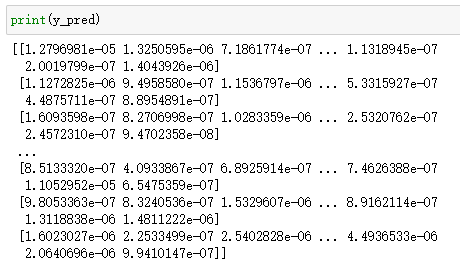 print(y_pred)
[[1.2796981e-05 1.3250595e-06 7.1861774e-07 ... 1.1318945e-07
2.0019799e-07 1.4043926e-06]
[1.1272825e-06 9.4958580e-07 1.1536797e-06 ... 5.3315927e-07
4.4875711e-07 8.8954891e-07]
[1.6093598e-07 8.2706998e-07 1.0283359e-06 ... 2.5320762e-07
2.4572310e-07 9.4702358e-08]
...
[8.5133320e-07 4.0933867e-07 6.8925914e-07 ... 7.4626388e-07
1.1052952e-05 6.5475359e-07]
[9.8053363e-07 8.3240536e-07 1.5329607e-06 ... 8.9162114e-07
1.3118838e-06 1.4811222e-06]
[1.6023027e-06 2.2533499e-07 2.5402828e-06 ... 4.4936533e-06
2.0640696e-06 9.9410147e-07]]